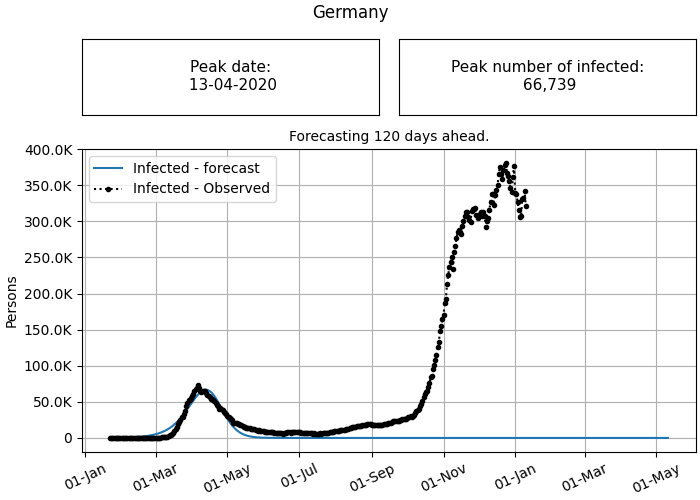 Germany
Peak date:
13-04-2020
Peak number of infected:
66,739
Forecasting 120 days ahead.
Infected - forecast
Infected - Observed
Persons
400.0K
350.0K
300.0K
250.0K
200.0K
150.0K
100.0K
50.0K
0
01-Jan
01-Mar
01-May
01-Jul
01-Sep
01-Nov
01-Jan
01-Mar
01-May